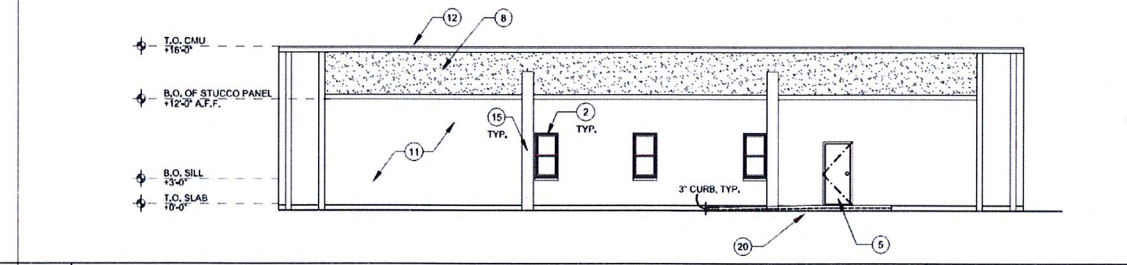 12
8
T.O. CMU
+16'-0"
B.O. OF STUCCO PANEL
+12'-0" A.F.F.
15
TYP.
2
TYP.
11
B.O. SILL
+3'-0"
3" CURB, TYP.
T.O. SLAB
+0'-0"
20
5